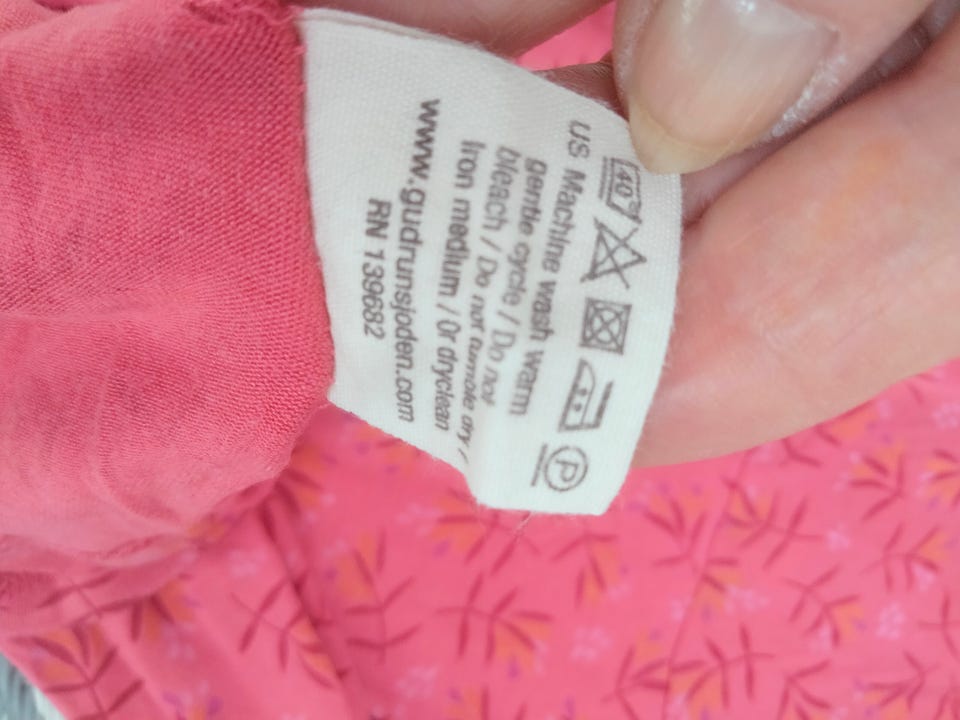 40°
P
US Machine wash warm
gentle cycle / Do not
bleach / Do not tumble dry /
Iron medium / Or dryclean
www.gudrunsjoden.com
RN 139682